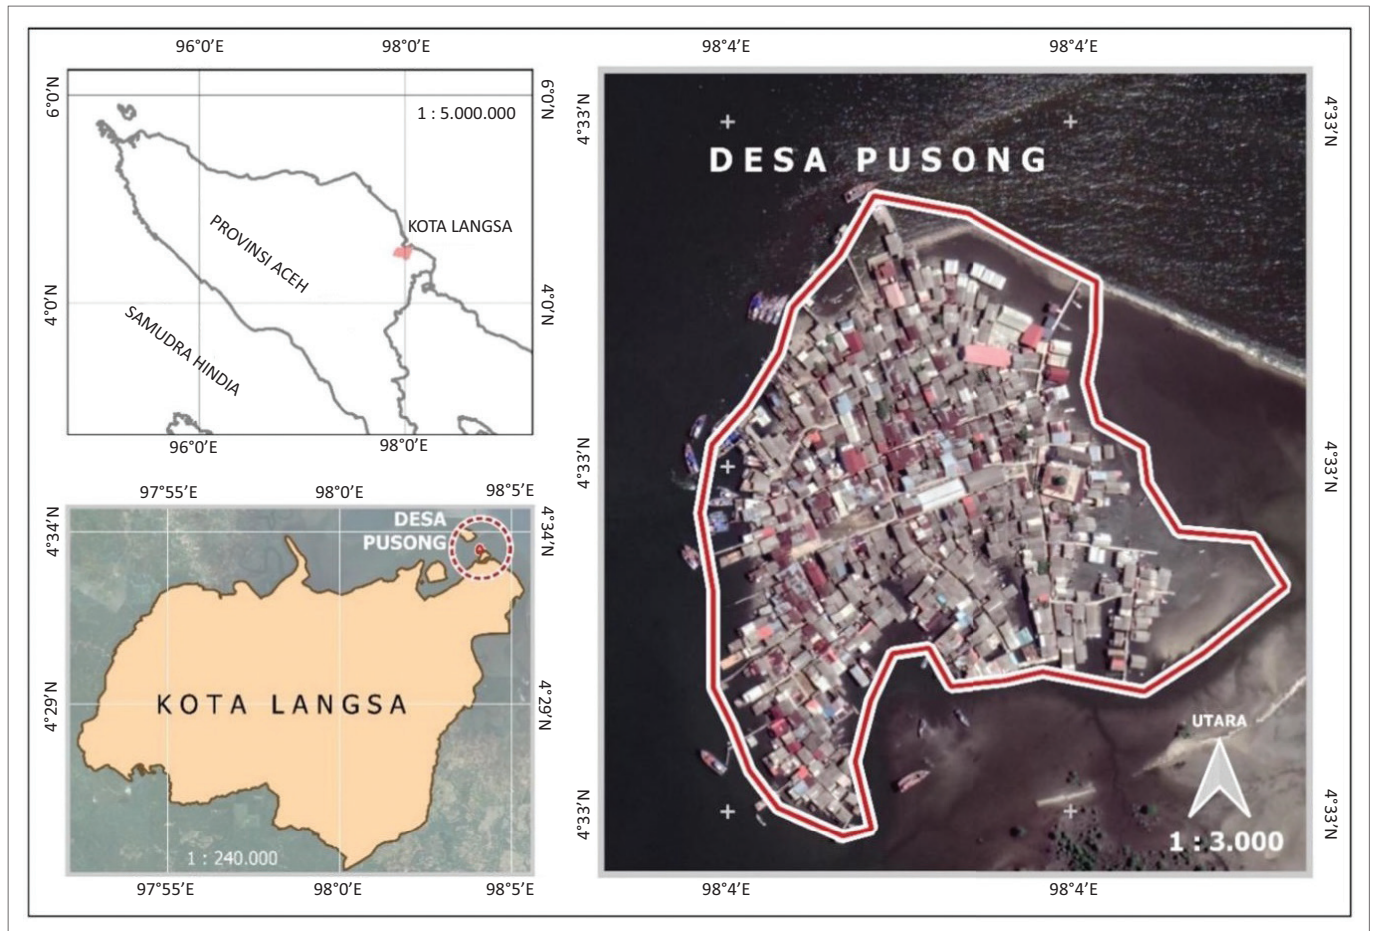 96°0’E
98°0’E
6°0’N
6°0’N
1 : 5.000.000
KOTA LANGSA
PROVINSI ACEH
SAMUDRA HINDIA
4°0’N
4°0’N
96°0’E
98°0’E
97°55’E
98°0’E
98°5’E
4°34’N
4°34’N
DESA
PUSONG
4°29’N
4°29’N
KOTA LANGSA
1 : 240.000
97°55’E
98°0’E
98°5’E
98°4’E
98°4’E
4°33’N
4°33’N
DESA PUSONG
4°33’N
4°33’N
UTARA
4°33’N
4°33’N
1 : 3.000
98°4’E
98°4’E